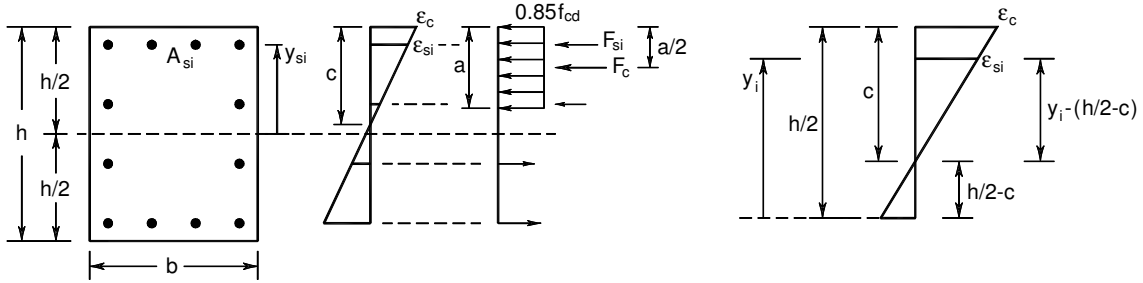 h
h/2
h/2
b
A_si
y_si
c
ε_c
ε_si
a
0.85f_cd
F_si
F_c
a/2
h/2
y_i
c
ε_c
ε_si
y_i-(h/2-c)
h/2-c